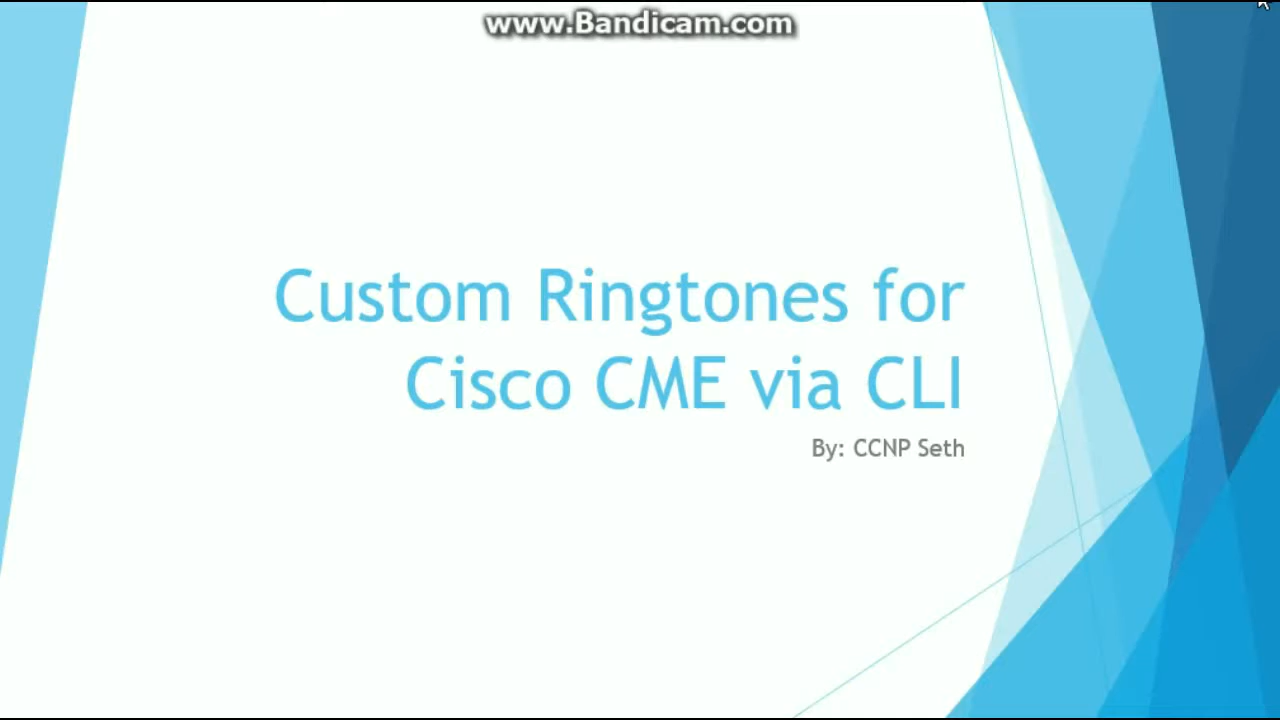 www.Bandicam.com
Custom Ringtones for
Cisco CME via CLI
By: CCNP Seth